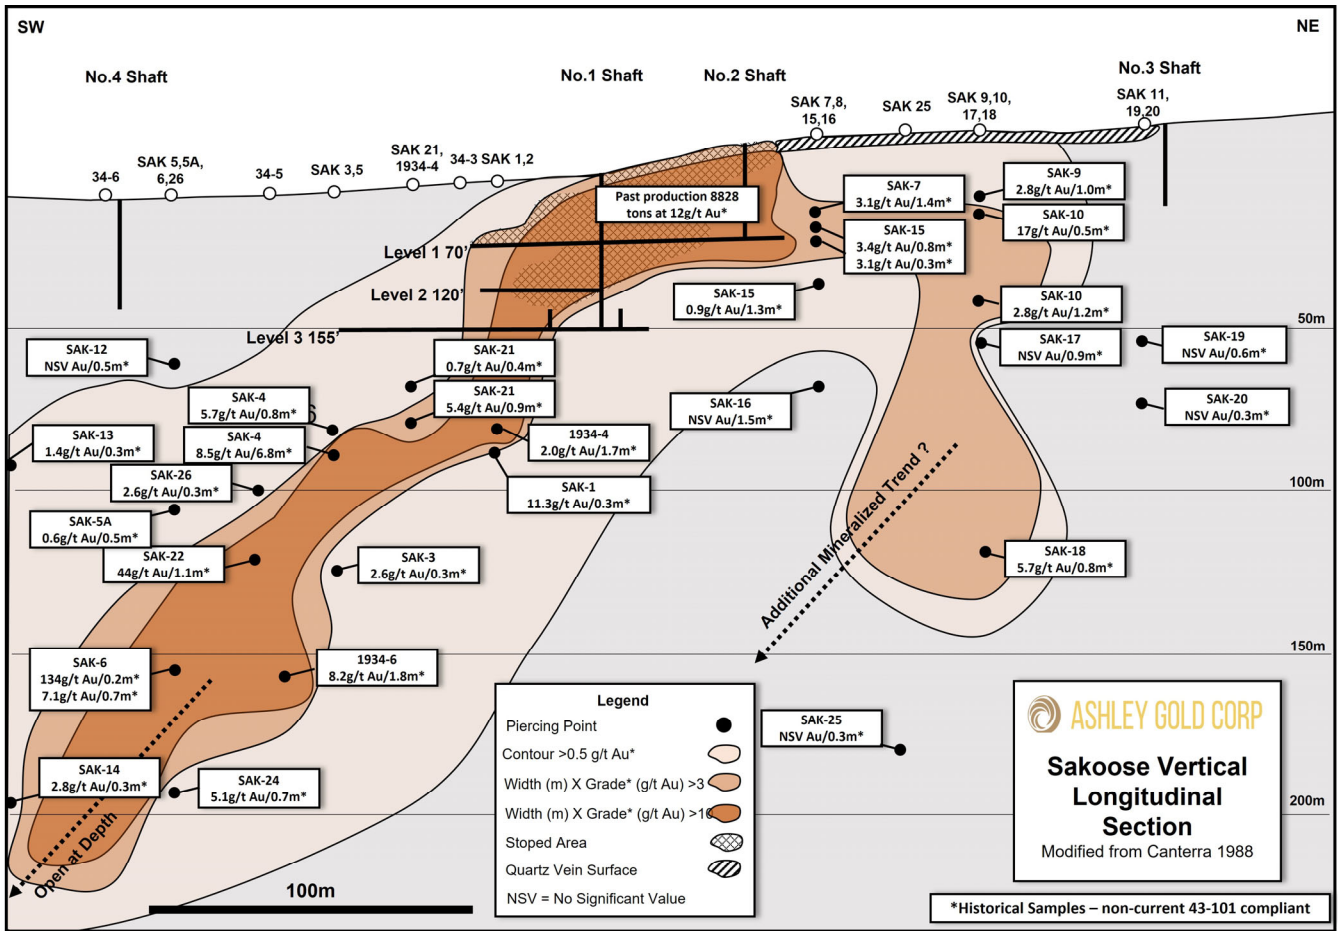 SW
NE
No.4 Shaft
No.1 Shaft
No.2 Shaft
No.3 Shaft
34-6
SAK 5,5A,
6,26
34-5
SAK 3,5
SAK 21,
1934-4
34-3
SAK 1,2
SAK 7,8,
15,16
SAK 25
SAK 9,10,
17,18
SAK 11,
19,20
Past production 8828
tons at 12g/t Au*
SAK-7
3.1g/t Au/1.4m*
SAK-9
2.8g/t Au/1.0m*
SAK-10
17g/t Au/0.5m*
SAK-15
3.4g/t Au/0.8m*
3.1g/t Au/0.3m*
Level 1 70'
Level 2 120'
Level 3 155'
SAK-15
0.9g/t Au/1.3m*
SAK-10
2.8g/t Au/1.2m*
50m
SAK-12
NSV Au/0.5m*
SAK-21
0.7g/t Au/0.4m*
SAK-17
NSV Au/0.9m*
SAK-19
NSV Au/0.6m*
SAK-4
5.7g/t Au/0.8m*
6
SAK-21
5.4g/t Au/0.9m*
SAK-16
NSV Au/1.5m*
SAK-20
NSV Au/0.3m*
SAK-13
1.4g/t Au/0.3m*
SAK-4
8.5g/t Au/6.8m*
1934-4
2.0g/t Au/1.7m*
SAK-26
2.6g/t Au/0.3m*
SAK-1
11.3g/t Au/0.3m*
100m
SAK-5A
0.6g/t Au/0.5m*
SAK-22
44g/t Au/1.1m*
SAK-3
2.6g/t Au/0.3m*
Additional Mineralized Trend ?
SAK-18
5.7g/t Au/0.8m*
150m
SAK-6
134g/t Au/0.2m*
7.1g/t Au/0.7m*
1934-6
8.2g/t Au/1.8m*
SAK-25
NSV Au/0.3m*
SAK-14
2.8g/t Au/0.3m*
SAK-24
5.1g/t Au/0.7m*
200m
Open at Depth
100m
Legend
Piercing Point
Contour >0.5 g/t Au*
Width (m) X Grade* (g/t Au) >3
Width (m) X Grade* (g/t Au) >10
Stoped Area
Quartz Vein Surface
NSV = No Significant Value
ASHLEY GOLD CORP
Sakoose Vertical
Longitudinal
Section
Modified from Canterra 1988
*Historical Samples – non-current 43-101 compliant